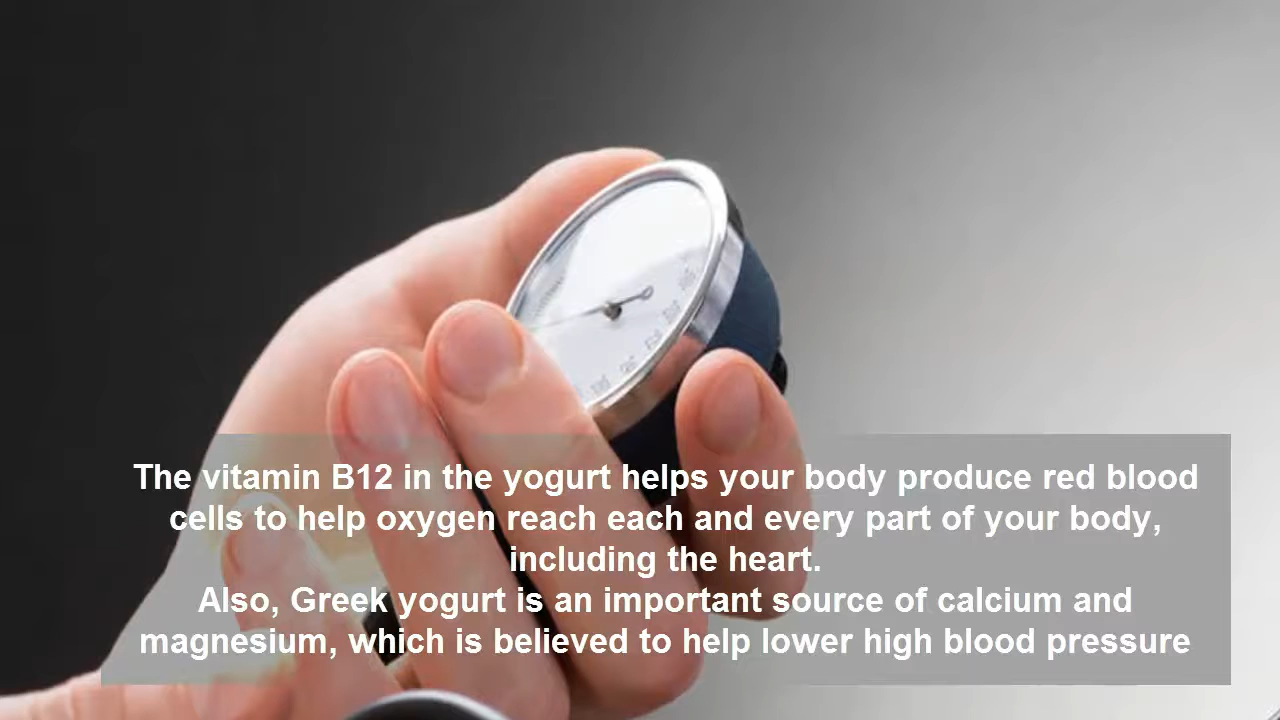 The vitamin B12 in the yogurt helps your body produce red blood
cells to help oxygen reach each and every part of your body,
including the heart.
Also, Greek yogurt is an important source of calcium and
magnesium, which is believed to help lower high blood pressure